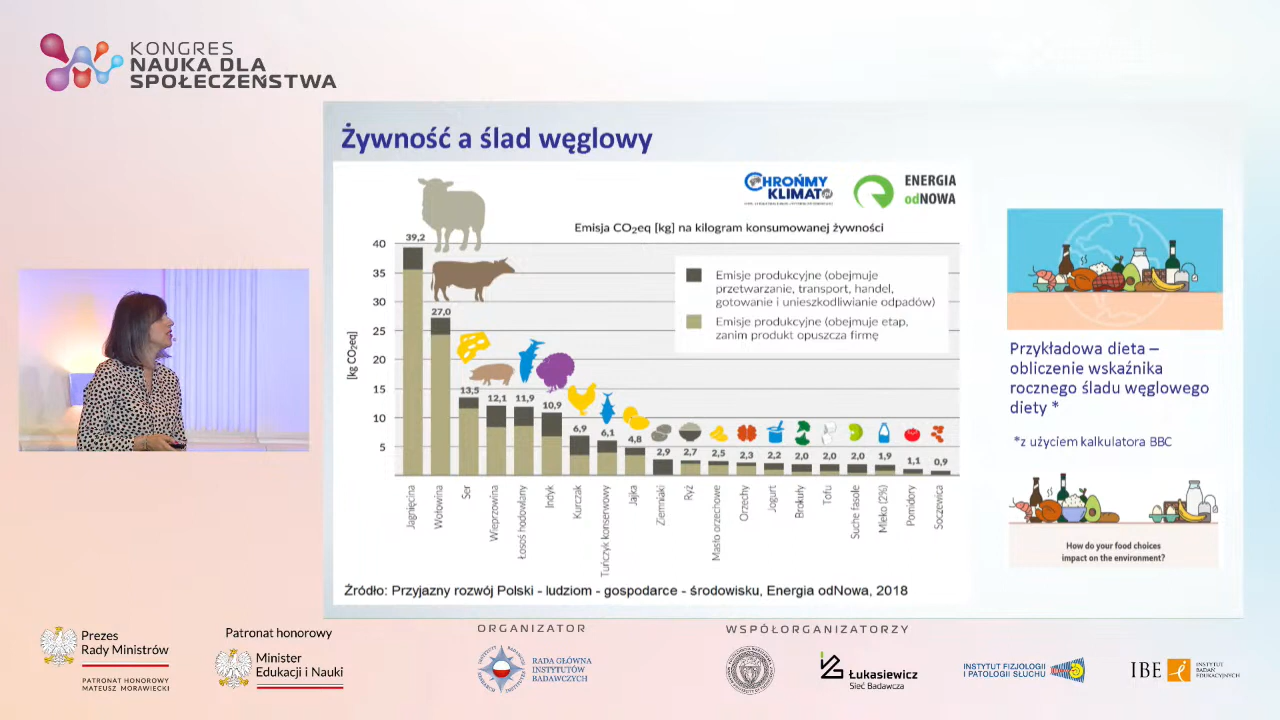 KONGRES
NAUKA DLA
SPOŁECZEŃSTWA
Żywność a ślad węglowy
CHROŃMY
KLIMAT
ENERGIA
odNOWA
Emisja CO₂eq [kg] na kilogram konsumowanej żywności
Emisje produkcyjne (obejmuje
przetwarzanie, transport, handel,
gotowanie i unieszkodliwianie odpadów)
Emisje produkcyjne (obejmuje etap,
zanim produkt opuszcza firmę
[kg CO₂eq]
40
35
30
25
20
15
10
5
39,2
27,0
13,5
12,1
11,9
10,9
6,9
6,1
4,8
2,9
2,7
2,5
2,3
2,2
2,0
2,0
2,0
1,9
1,1
0,9
Jagnięcina
Wołowina
Ser
Wieprzowina
Łosoś hodowlany
Indyk
Kurczak
Tuńczyk konserwowy
Jajka
Ziemniaki
Ryż
Masło orzechowe
Orzechy
Jogurt
Brokuły
Tofu
Suche fasole
Mleko (2%)
Pomidory
Soczewica
Źródło: Przyjazny rozwój Polski - ludziom - gospodarce - środowisku, Energia odNowa, 2018
Przykładowa dieta –
obliczenie wskaźnika
rocznego śladu węglowego
diety *
*z użyciem kalkulatora BBC
How do your food choices
impact on the environment?
Prezes
Rady Ministrów
PATRONAT HONOROWY
MATEUSZ MORAWIECKI
Patronat honorowy
Minister
Edukacji i Nauki
ORGANIZATOR
RADA GŁÓWNA
INSTYTUTÓW
BADAWCZYCH
WSPÓŁORGANIZATORZY
Łukasiewicz
Sieć Badawcza
INSTYTUT FIZJOLOGII
I PATOLOGII SŁUCHU
IBE
INSTYTUT
BADAŃ
EDUKACYJNYCH